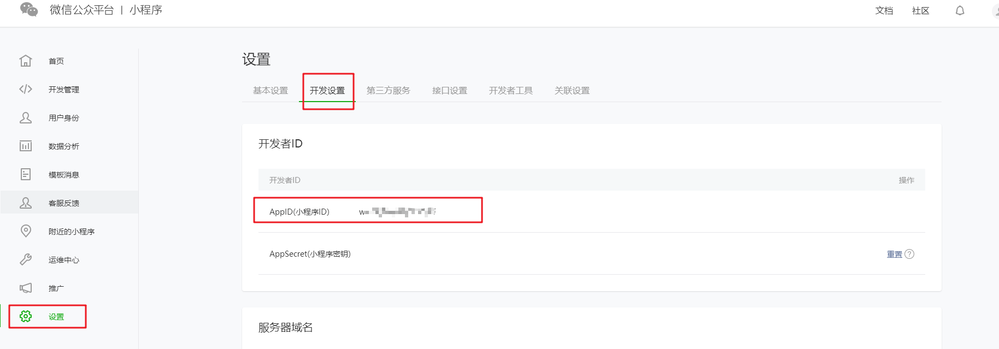 微信公众平台 | 小程序
文档 社区
首页
开发管理
用户身份
数据分析
模板消息
客服反馈
附近的小程序
运维中心
推广
设置
设置
基本设置 开发设置 第三方服务 接口设置 开发者工具 关联设置
开发者ID
开发者ID 操作
AppID(小程序ID)
AppSecret(小程序密钥) 重置 ?
服务器域名